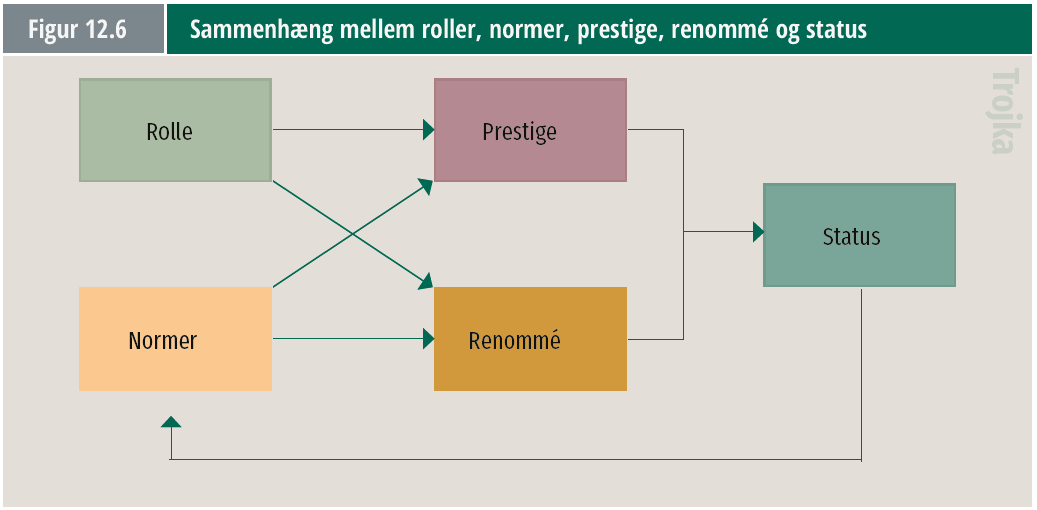 Figur 12.6
Sammenhæng mellem roller, normer, prestige, renommé og status
Trojka
Rolle
Prestige
Status
Normer
Renommé